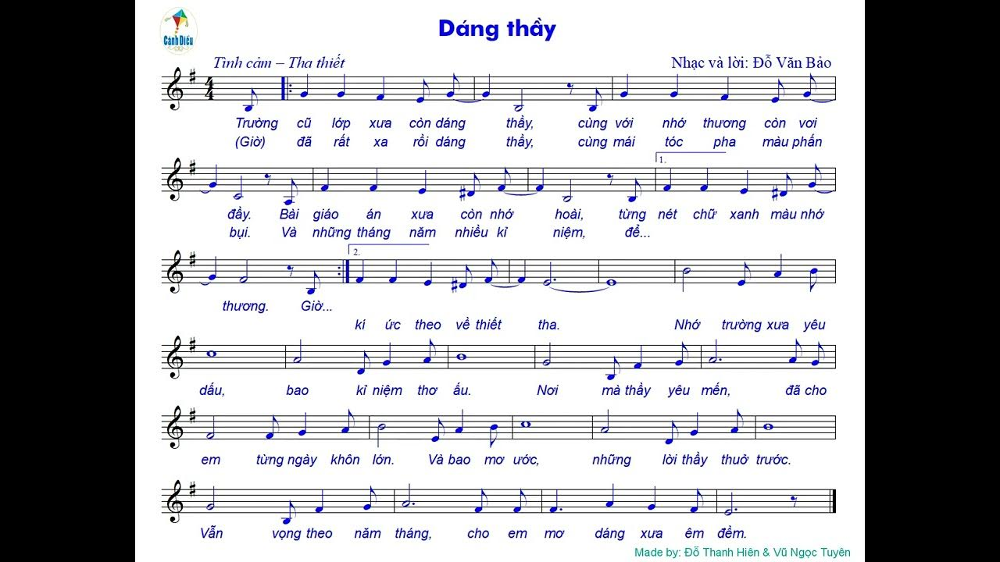 Cánh Diều
Dáng thầy
Tình cảm – Tha thiết
Nhạc và lời: Đỗ Văn Bảo
Trường cũ lớp xưa còn dáng thầy, cùng với nhớ thương còn vơi
(Giờ) đã rất xa rồi dáng thầy, cùng mái tóc pha màu phấn
1.
đầy. Bài giáo án xưa còn nhớ hoài, từng nét chữ xanh màu nhớ
bụi. Và những tháng năm nhiều kỉ niệm, để...
2.
thương. Giờ...
kí ức theo về thiết tha. Nhớ trường xưa yêu
dấu, bao kỉ niệm thơ ấu. Nơi mà thầy yêu mến, đã cho
em từng ngày khôn lớn. Và bao mơ ước, những lời thầy thuở trước.
Vẫn vọng theo năm tháng, cho em mơ dáng xưa êm đềm.
Made by: Đỗ Thanh Hiên & Vũ Ngọc Tuyên